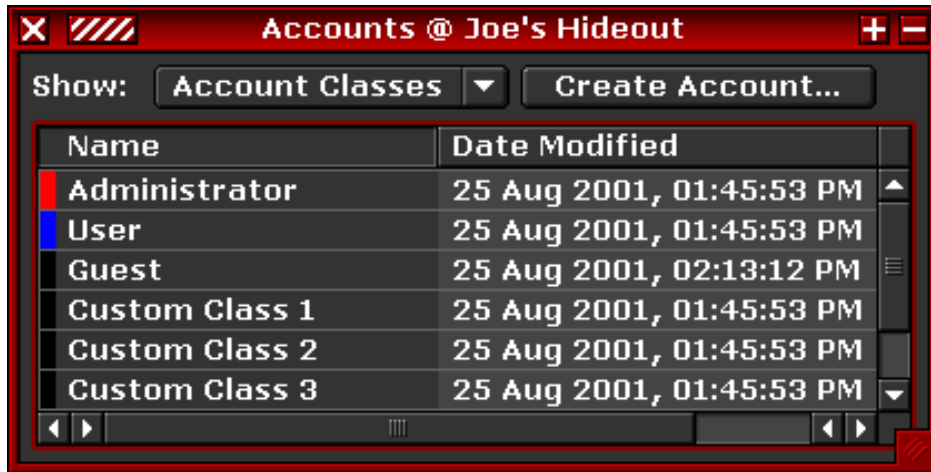 Accounts @ Joe's Hideout
Show: Account Classes Create Account...
Name Date Modified
Administrator 25 Aug 2001, 01:45:53 PM
User 25 Aug 2001, 01:45:53 PM
Guest 25 Aug 2001, 02:13:12 PM
Custom Class 1 25 Aug 2001, 01:45:53 PM
Custom Class 2 25 Aug 2001, 01:45:53 PM
Custom Class 3 25 Aug 2001, 01:45:53 PM